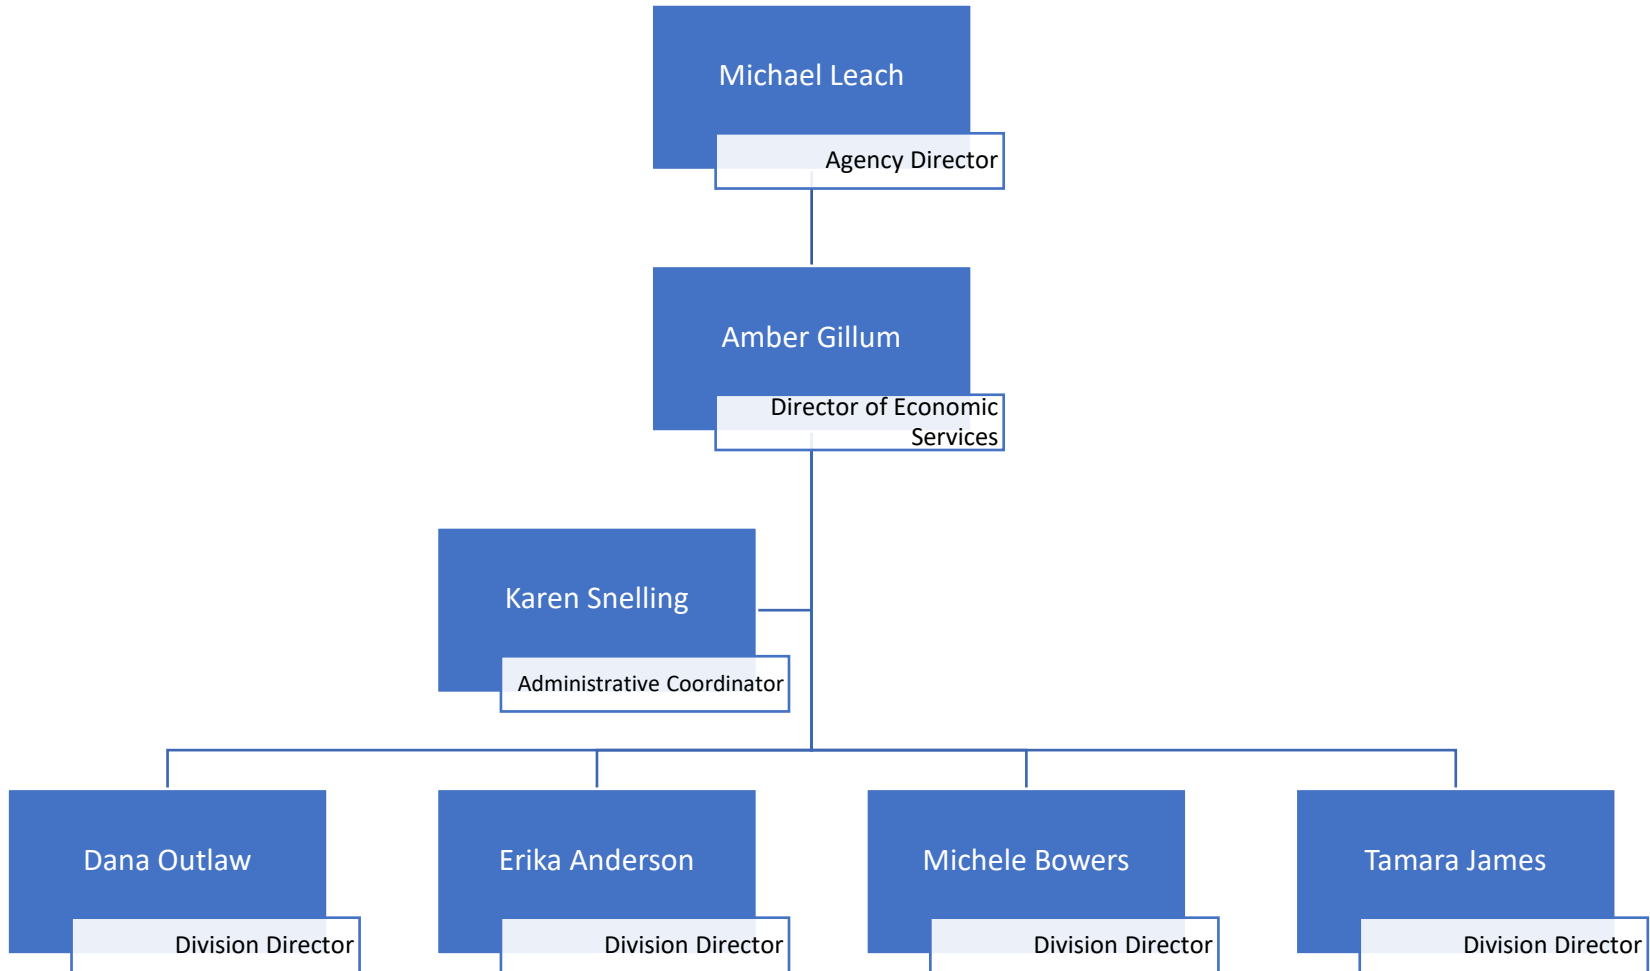 Michael Leach
Agency Director
Amber Gillum
Director of Economic
Services
Karen Snelling
Administrative Coordinator
Dana Outlaw
Division Director
Erika Anderson
Division Director
Michele Bowers
Division Director
Tamara James
Division Director